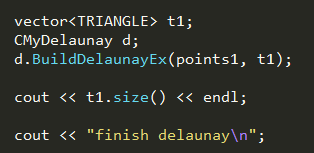 vector<TRIANGLE> t1;
CMyDelaunay d;
d.BuildDelaunayEx(points1, t1);
cout << t1.size() << endl;
cout << "finish delaunay\n";